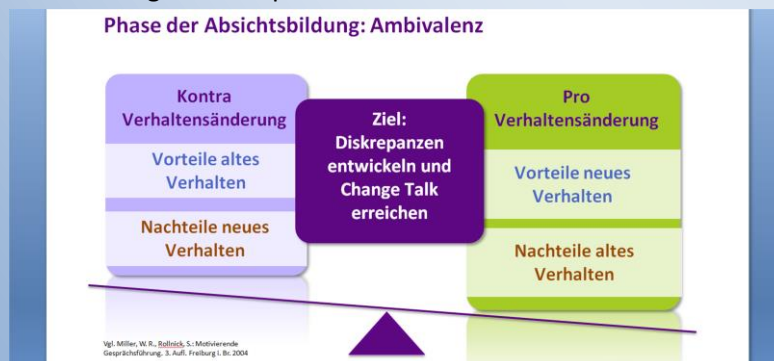 Phase der Absichtsbildung: Ambivalenz
Kontra
Verhaltensänderung
Vorteile altes
Verhalten
Nachteile neues
Verhalten
Ziel:
Diskrepanzen
entwickeln und
Change Talk
erreichen
Pro
Verhaltensänderung
Vorteile neues
Verhalten
Nachteile altes
Verhalten
Vgl. Miller, W. R., Rollnick, S.: Motivierende
Gesprächsführung. 3. Aufl. Freiburg i. Br. 2004